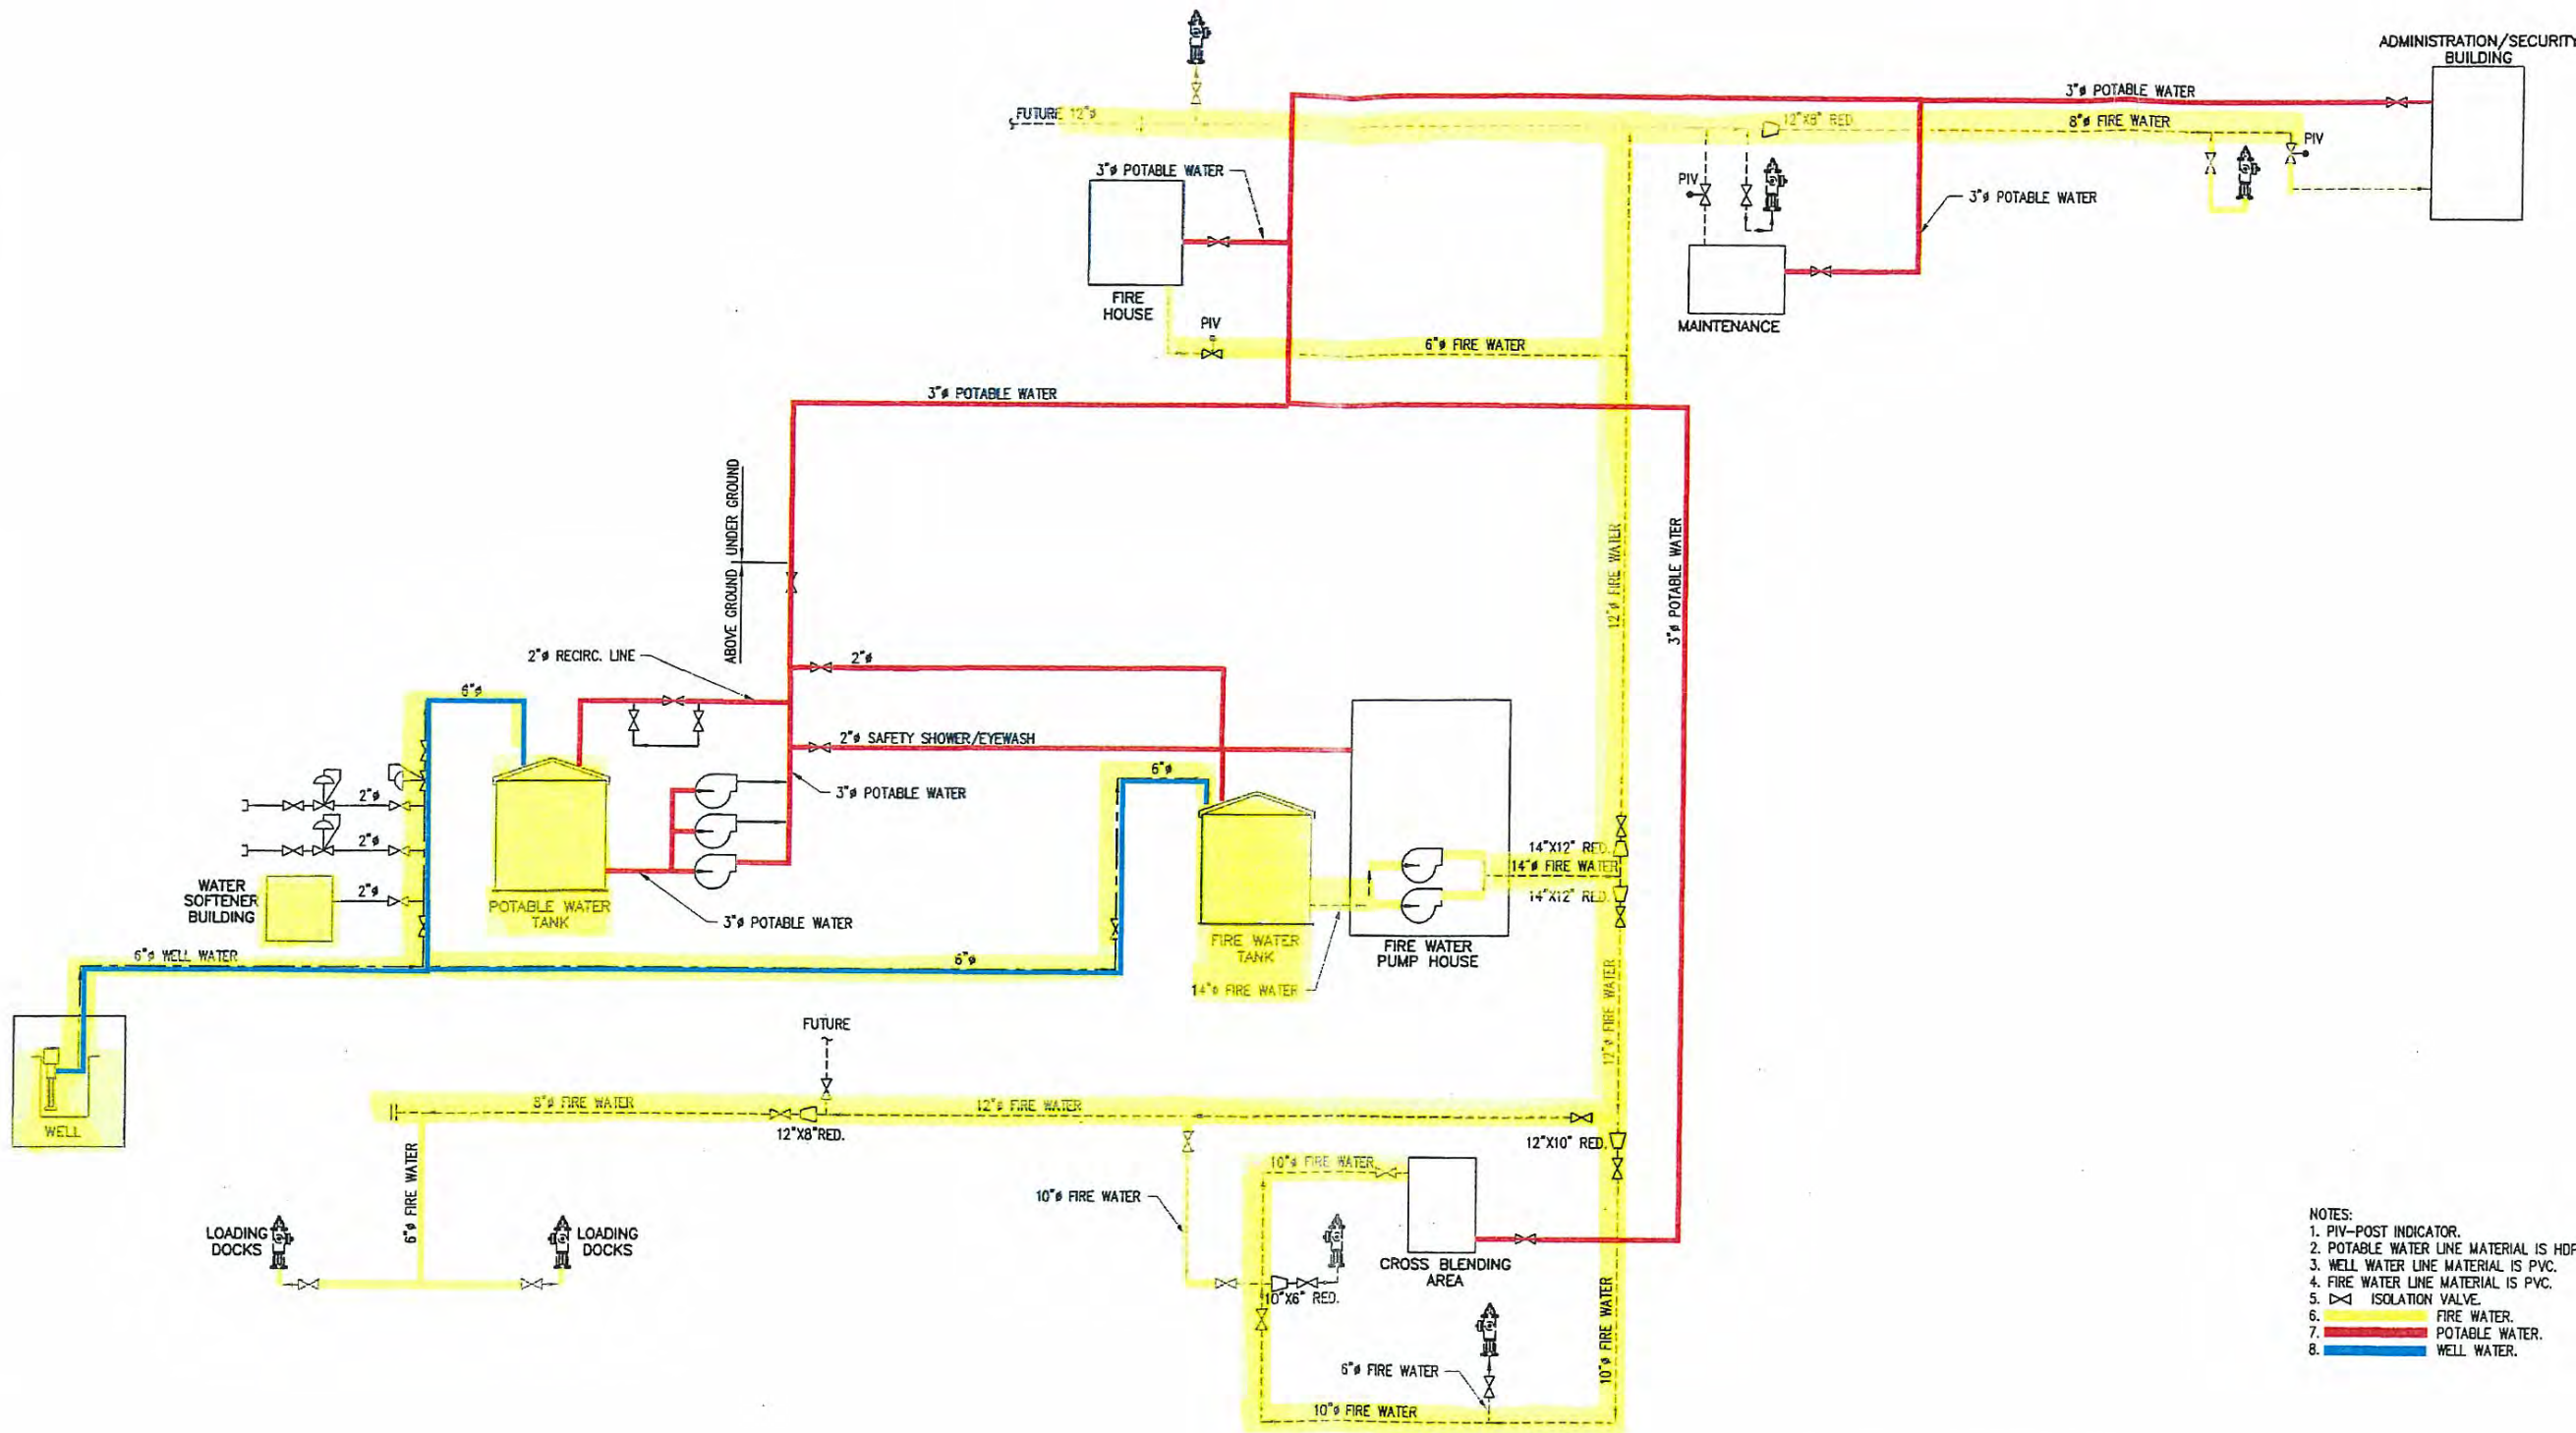 ADMINISTRATION/SECURITY
BUILDING
3"ø POTABLE WATER
FUTURE 12"ø
12"X8" RED.
8"ø FIRE WATER
PIV
3"ø POTABLE WATER
PIV
3"ø POTABLE WATER
FIRE
HOUSE
PIV
MAINTENANCE
6"ø FIRE WATER
3"ø POTABLE WATER
UNDER GROUND
ABOVE GROUND
12"ø FIRE WATER
3"ø POTABLE WATER
2"ø RECIRC. LINE
2"ø
6"ø
2"ø SAFETY SHOWER/EYEWASH
6"ø
2"ø
3"ø POTABLE WATER
2"ø
14"X12" RED.
14"ø FIRE WATER
WATER
SOFTENER
BUILDING
2"ø
14"X12" RED.
POTABLE WATER
TANK
3"ø POTABLE WATER
FIRE WATER
TANK
FIRE WATER
PUMP HOUSE
6"ø WELL WATER
6"ø
14"ø FIRE WATER
12"ø FIRE WATER
FUTURE
WELL
8"ø FIRE WATER
12"ø FIRE WATER
12"X8"RED.
12"X10" RED.
6"ø FIRE WATER
10"ø FIRE WATER
10"ø FIRE WATER
LOADING
DOCKS
LOADING
DOCKS
CROSS BLENDING
AREA
10"X6" RED.
10"ø FIRE WATER
6"ø FIRE WATER
10"ø FIRE WATER
NOTES:
1. PIV-POST INDICATOR.
2. POTABLE WATER LINE MATERIAL IS HDP
3. WELL WATER LINE MATERIAL IS PVC.
4. FIRE WATER LINE MATERIAL IS PVC.
5. ISOLATION VALVE.
6. FIRE WATER.
7. POTABLE WATER.
8. WELL WATER.